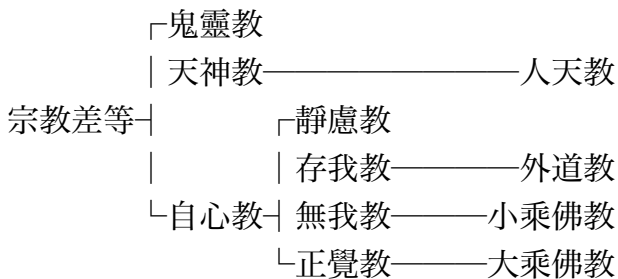 ┌鬼靈教
│天神教————————人天教
宗教差等┤ ┌靜慮教
│ │存我教————外道教
└自心教┤無我教———小乘佛教
└正覺教———大乘佛教